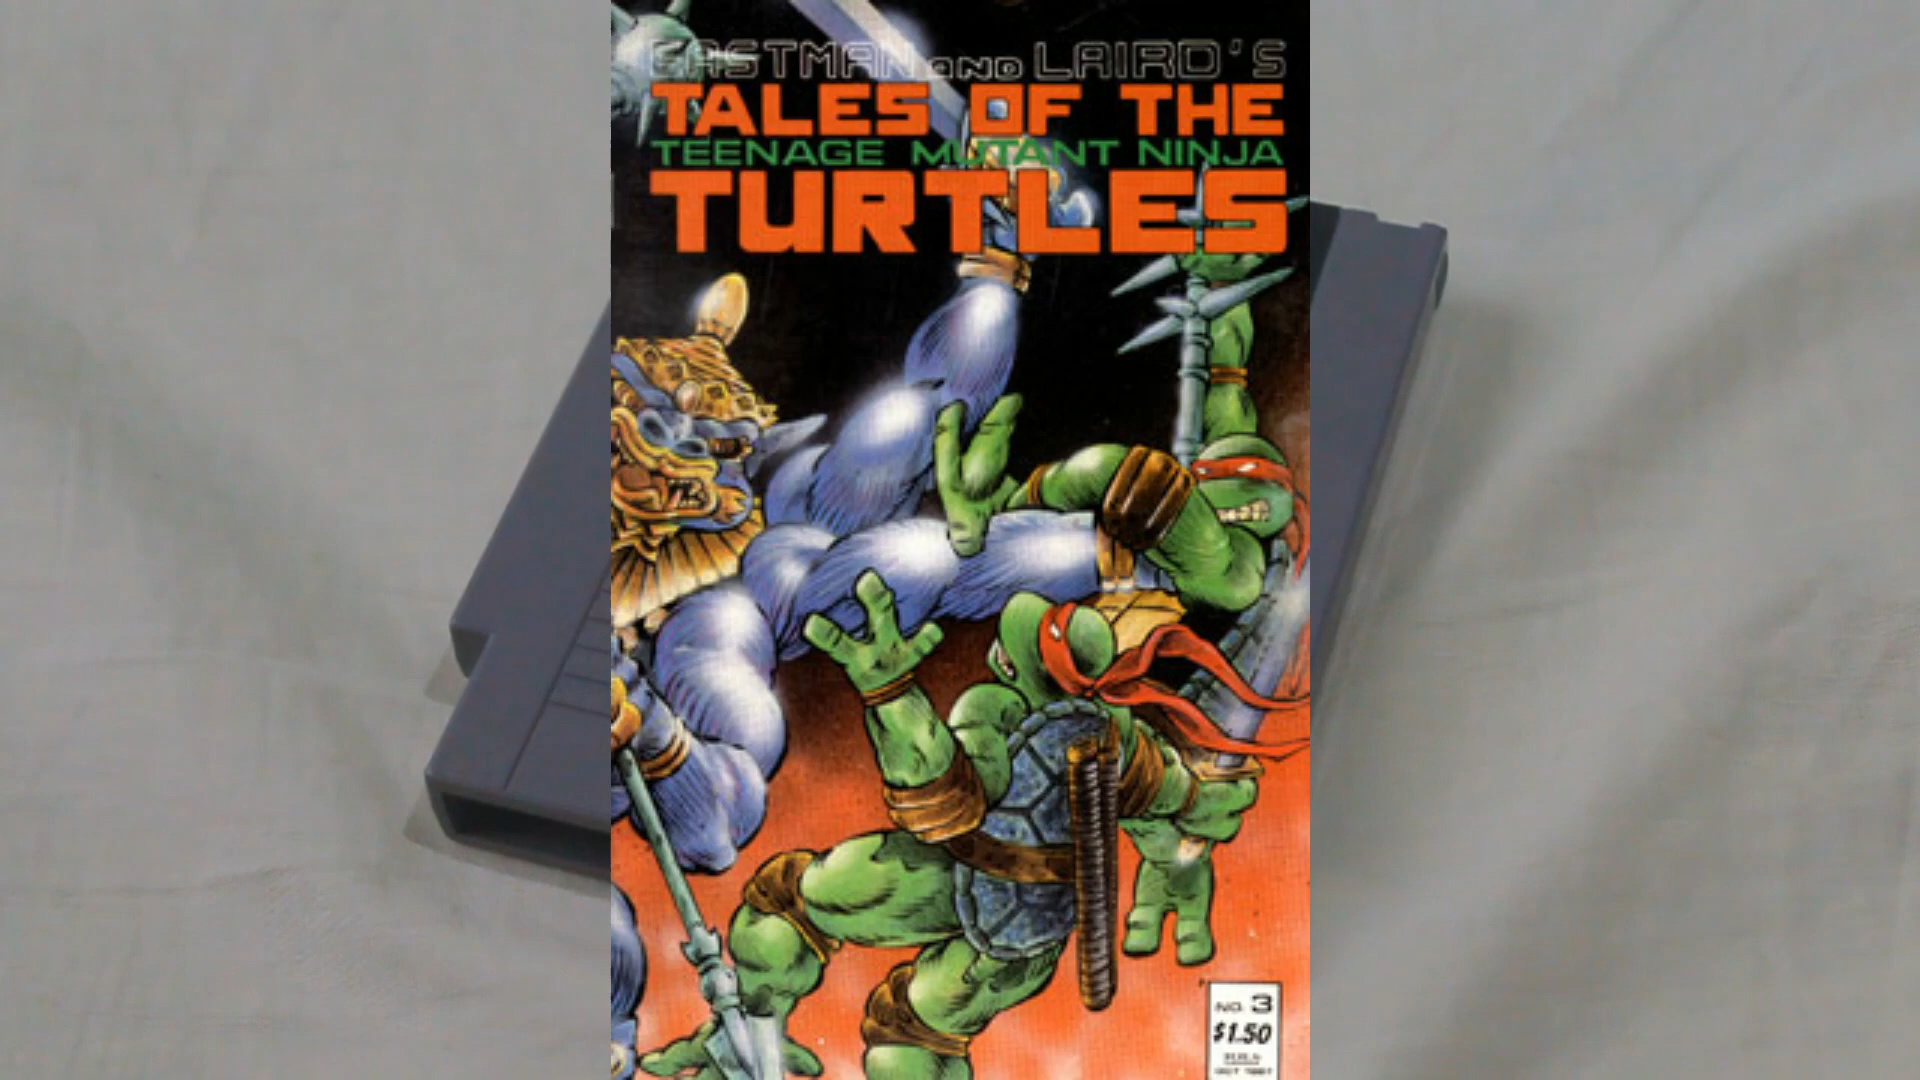 EASTMAN AND LAIRD'S
TALES OF THE
TEENAGE MUTANT NINJA
TURTLES
NO. 3
$1.50